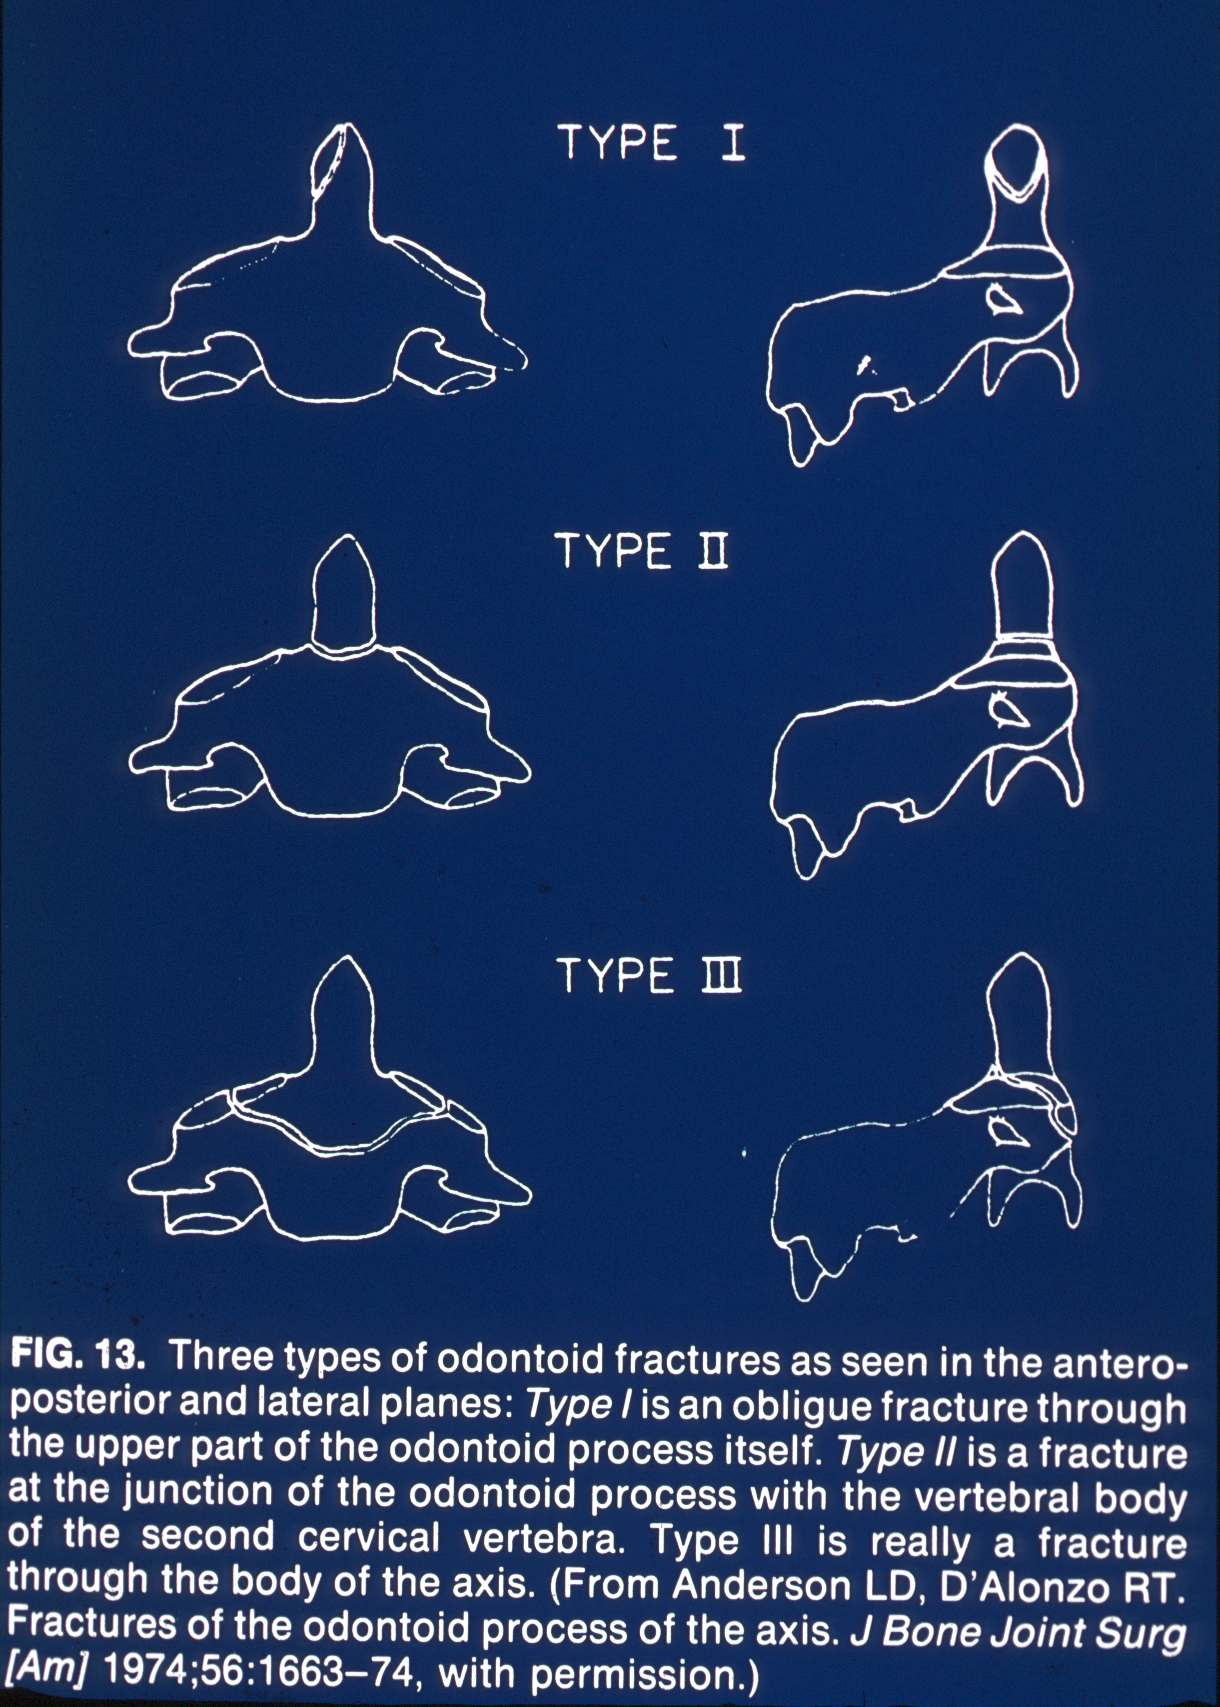 TYPE I
TYPE II
TYPE III
FIG. 13. Three types of odontoid fractures as seen in the antero-
posterior and lateral planes: Type I is an oblique fracture through
the upper part of the odontoid process itself. Type II is a fracture
at the junction of the odontoid process with the vertebral body
of the second cervical vertebra. Type III is really a fracture
through the body of the axis. (From Anderson LD, D'Alonzo RT.
Fractures of the odontoid process of the axis. J Bone Joint Surg
[Am] 1974;56:1663–74, with permission.)